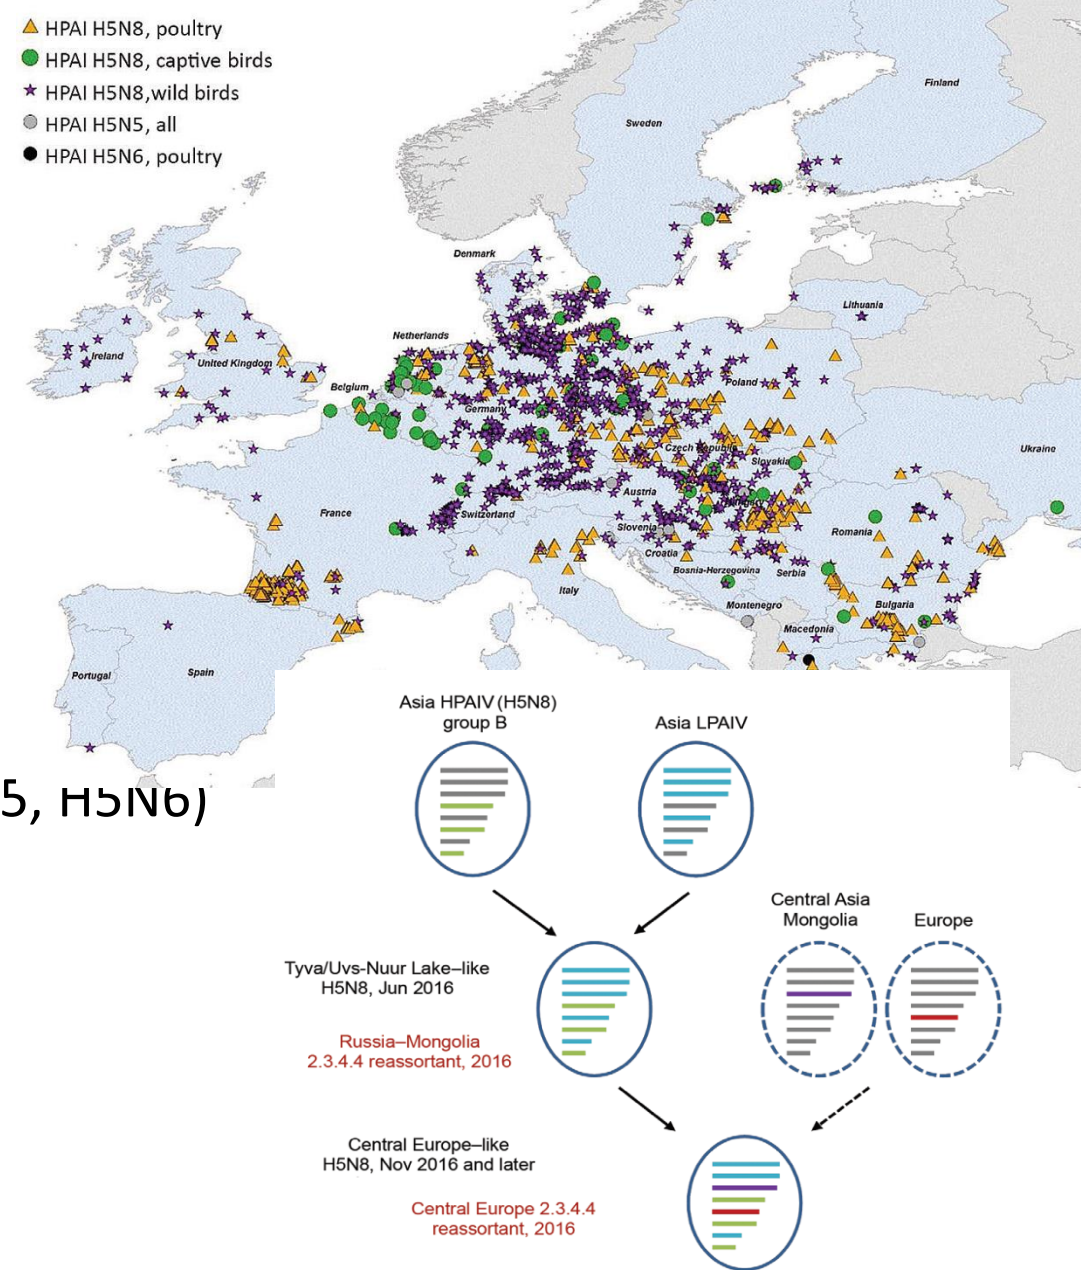 HPAI H5N8, poultry
HPAI H5N8, captive birds
HPAI H5N8,wild birds
HPAI H5N5, all
HPAI H5N6, poultry
Finland
Sweden
Denmark
Lithuania
Netherlands
Ireland
United Kingdom
Poland
Belgium
Germany
Czech Republic
Ukraine
Slovakia
Austria
Hungary
France
Switzerland
Slovenia
Romania
Croatia
Bosnia-Herzegovina
Serbia
Italy
Montenegro
Bulgaria
Macedonia
Portugal
Spain
5, H5N6)
Asia HPAIV (H5N8)
group B
Asia LPAIV
Central Asia
Mongolia
Europe
Tyva/Uvs-Nuur Lake–like
H5N8, Jun 2016
Russia–Mongolia
2.3.4.4 reassortant, 2016
Central Europe–like
H5N8, Nov 2016 and later
Central Europe 2.3.4.4
reassortant, 2016